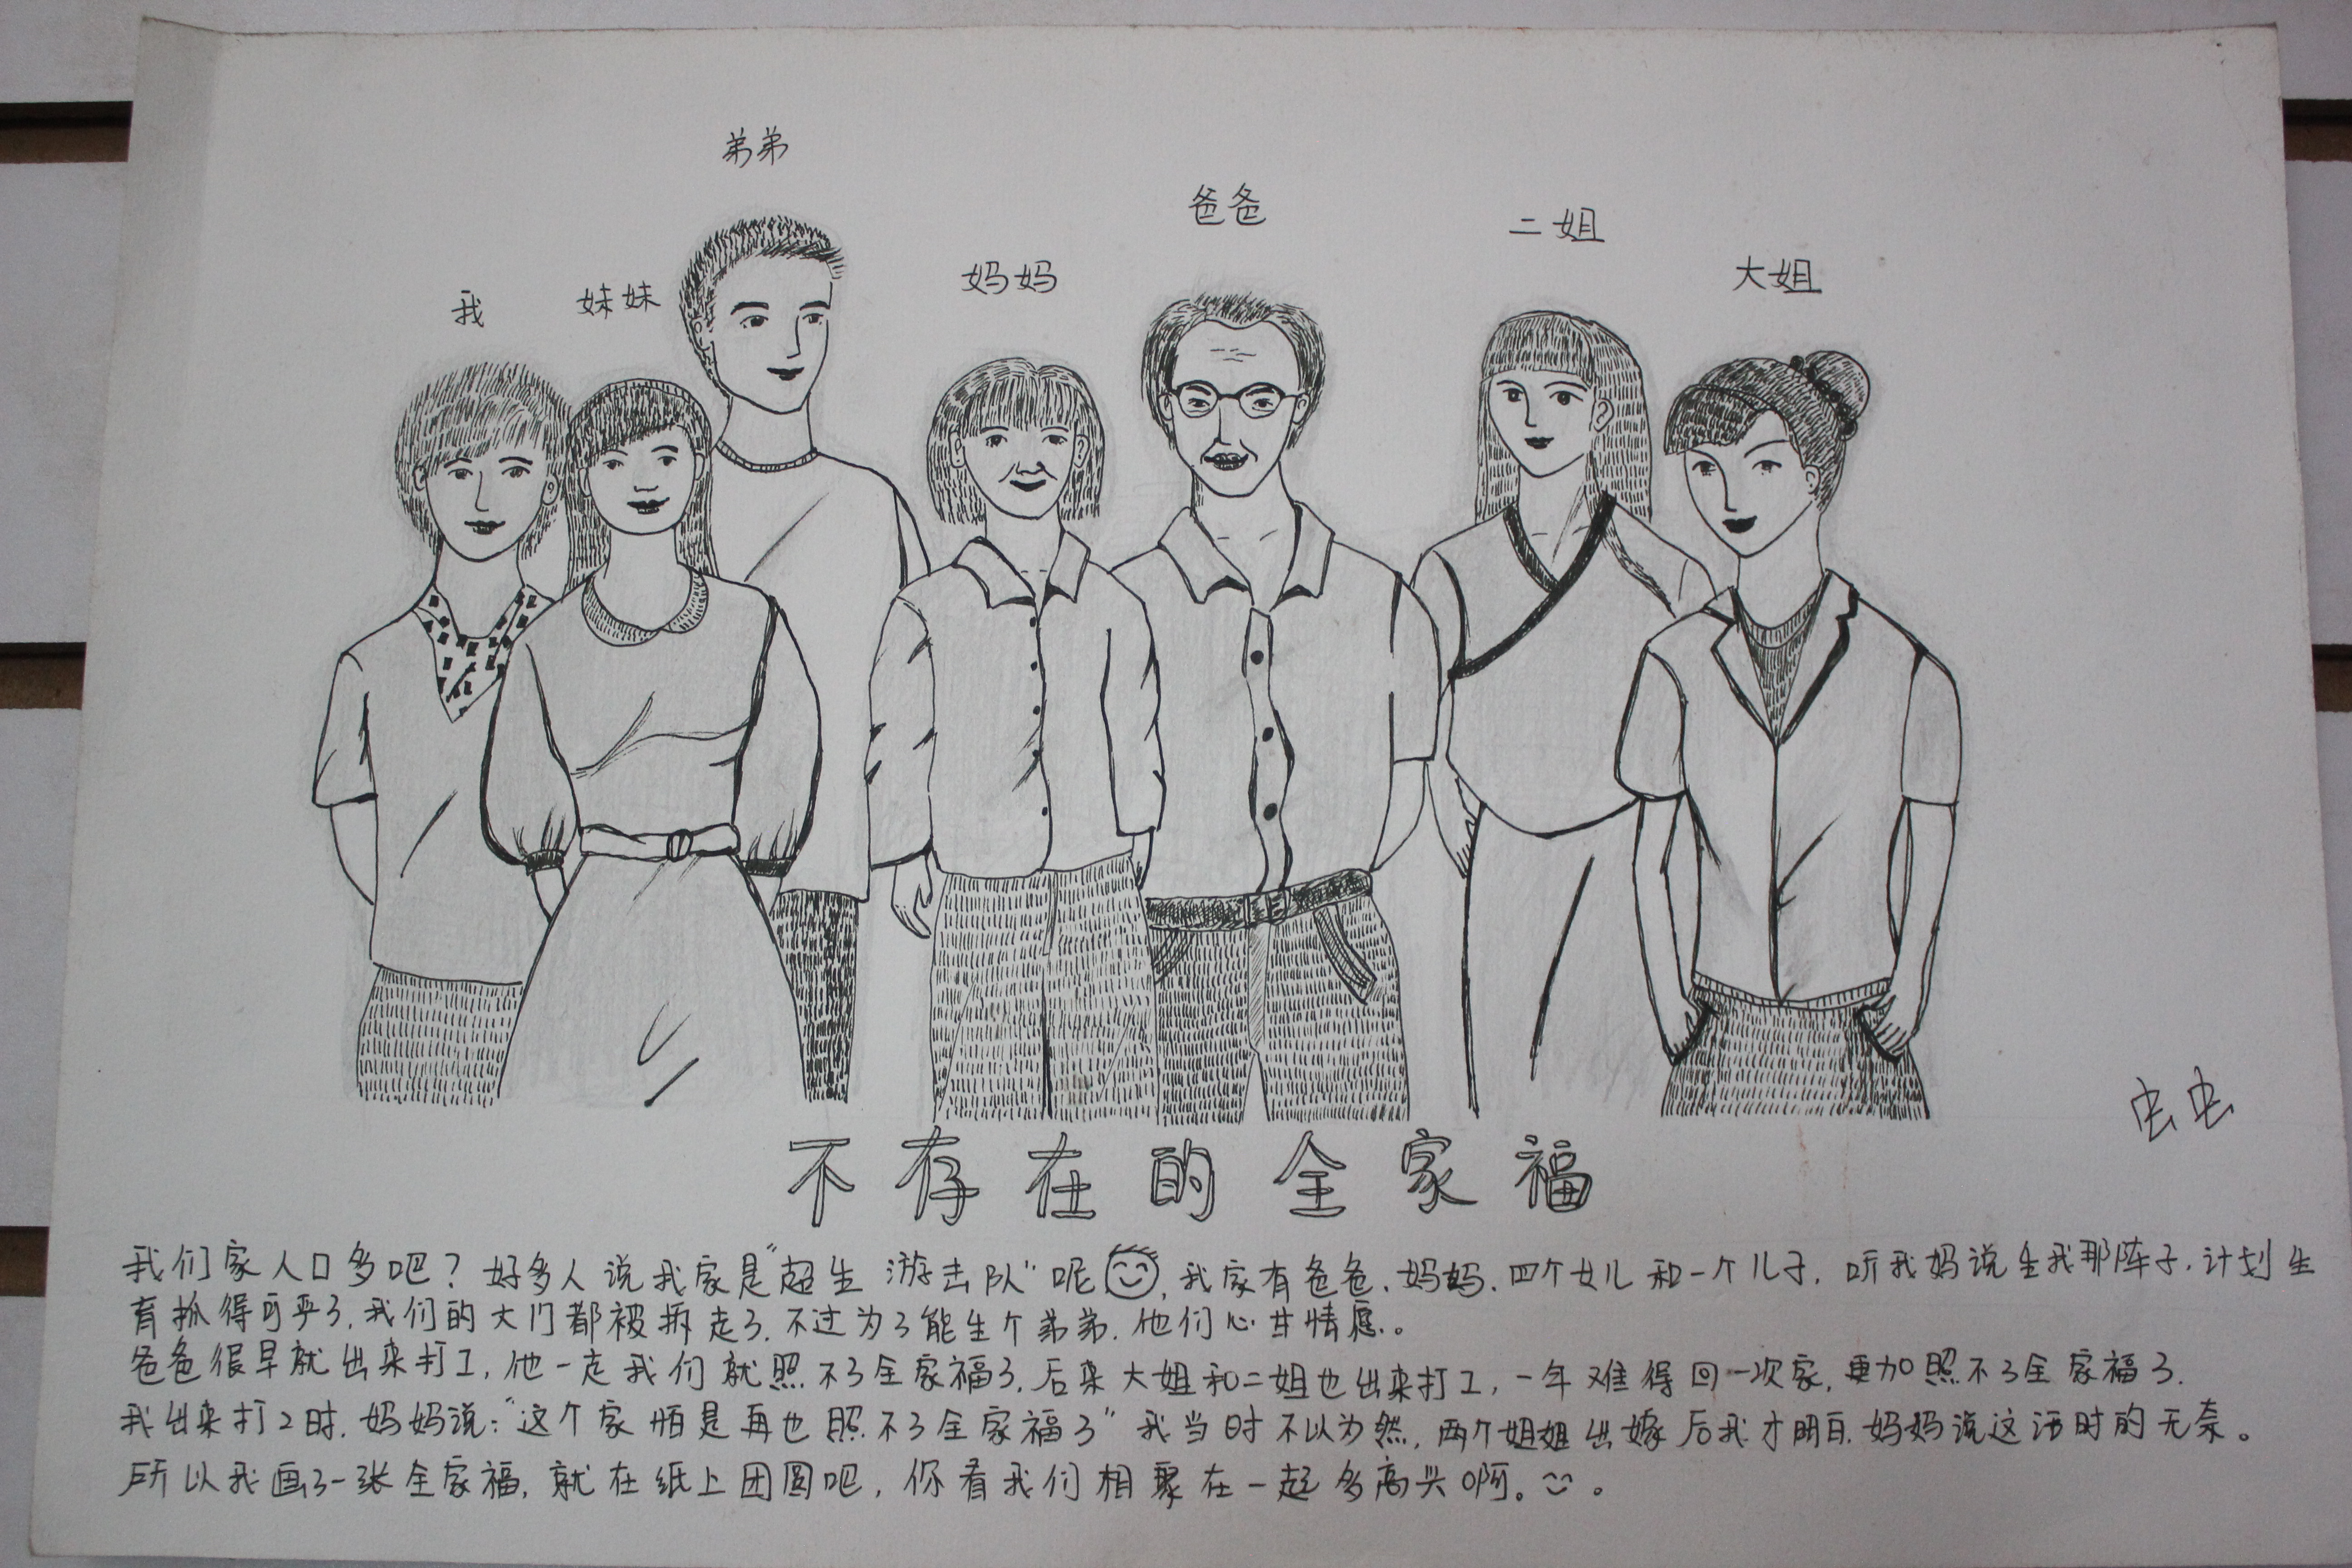 弟弟
爸爸
二姐
大姐
妈妈
妹妹
我
虫虫
不存在的全家福
我们家人口多吧？好多人说我家是“超生 游击队”呢，我家有爸爸、妈妈、四个女儿和一个儿子，听我妈说生我那阵子，计划生
育抓得可严了，我们的大门都被拆走了，不过为了能生个弟弟，他们心甘情愿。
爸爸很早就出来打工，他一走我们就照不了全家福了，后来大姐和二姐也出来打工，一年难得回一次家，更加照不了全家福了，
我出来打工时，妈妈说：“这个家怕是再也照不了全家福了”我当时不以为然，两个姐姐出嫁后我才明白妈妈说这话时的无奈。
所以我画了一张全家福，就在纸上团圆吧，你看我们相聚在一起多高兴啊。